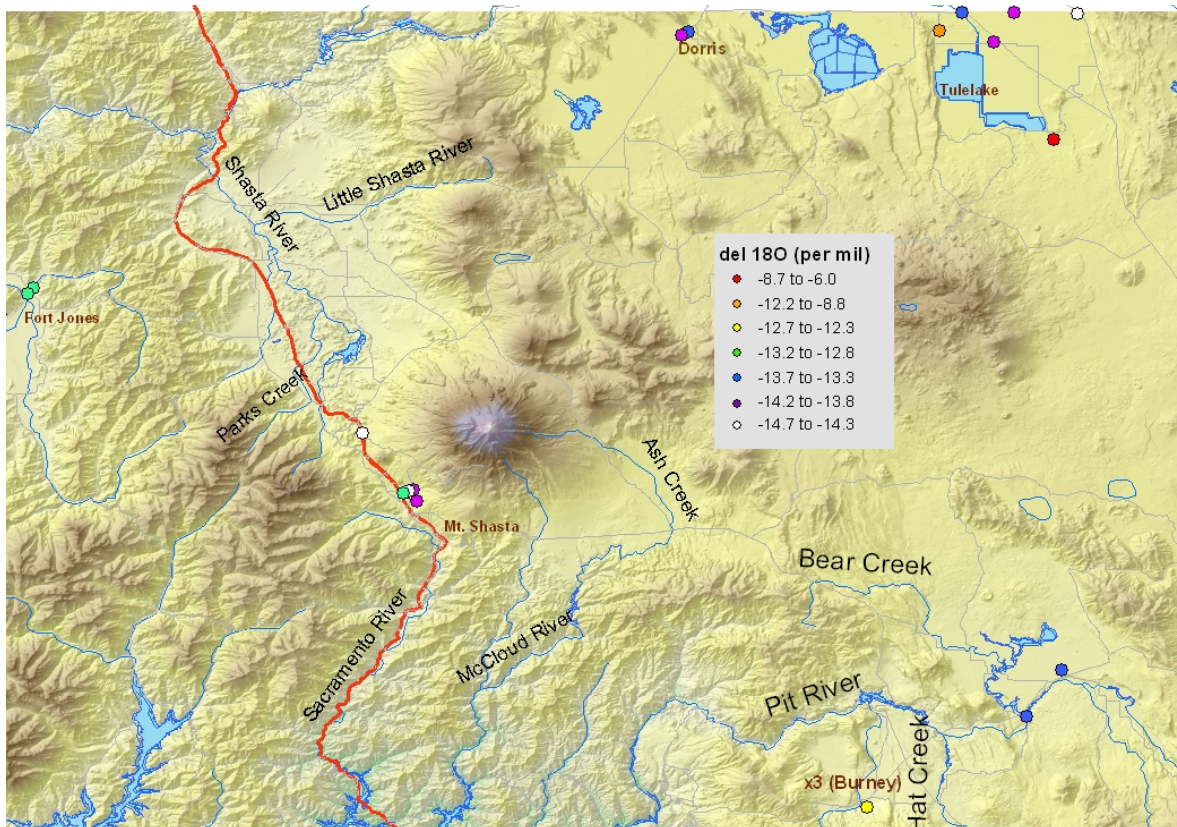 Dorris
Tulelake
Shasta River
Little Shasta River
del 18O (per mil)
-8.7 to -6.0
-12.2 to -8.8
-12.7 to -12.3
-13.2 to -12.8
-13.7 to -13.3
-14.2 to -13.8
-14.7 to -14.3
Fort Jones
Parks Creek
Ash Creek
Mt. Shasta
Bear Creek
Sacramento River
McCloud River
Pit River
Hat Creek
x3 (Burney)